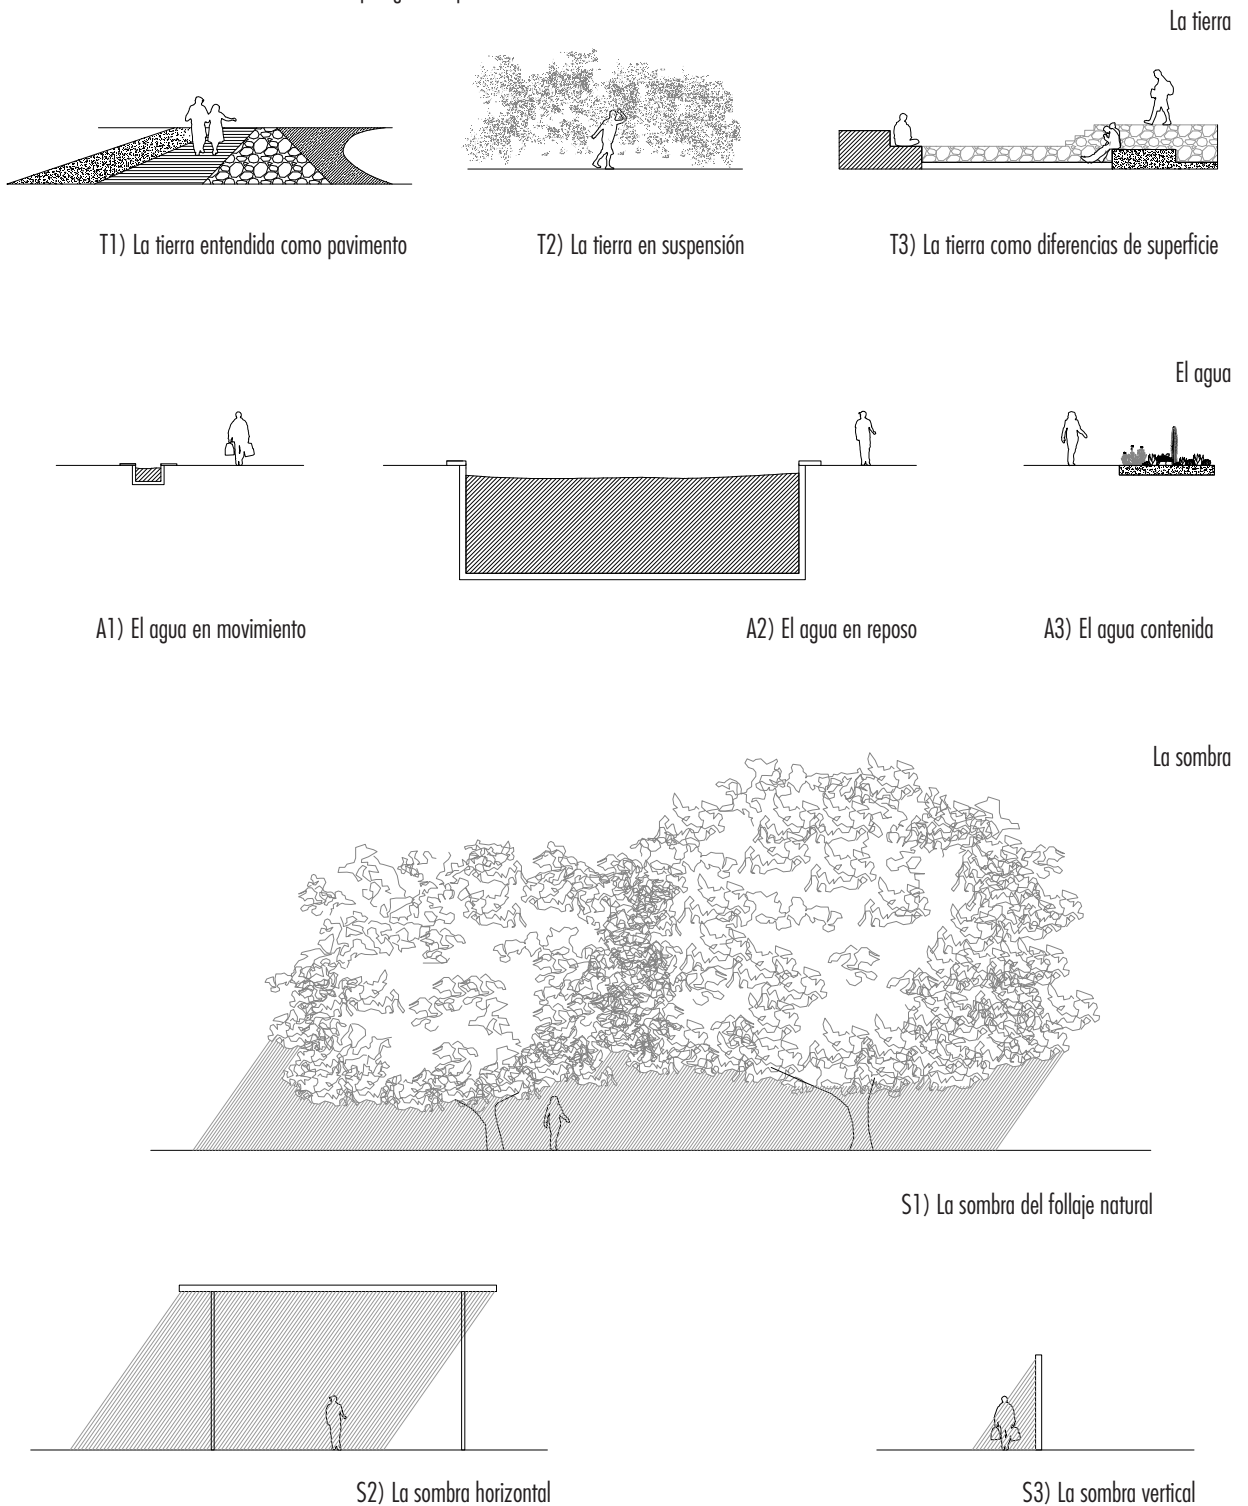 La tierra
T1) La tierra entendida como pavimento
T2) La tierra en suspensión
T3) La tierra como diferencias de superficie
El agua
A1) El agua en movimiento
A2) El agua en reposo
A3) El agua contenida
La sombra
S1) La sombra del follaje natural
S2) La sombra horizontal
S3) La sombra vertical